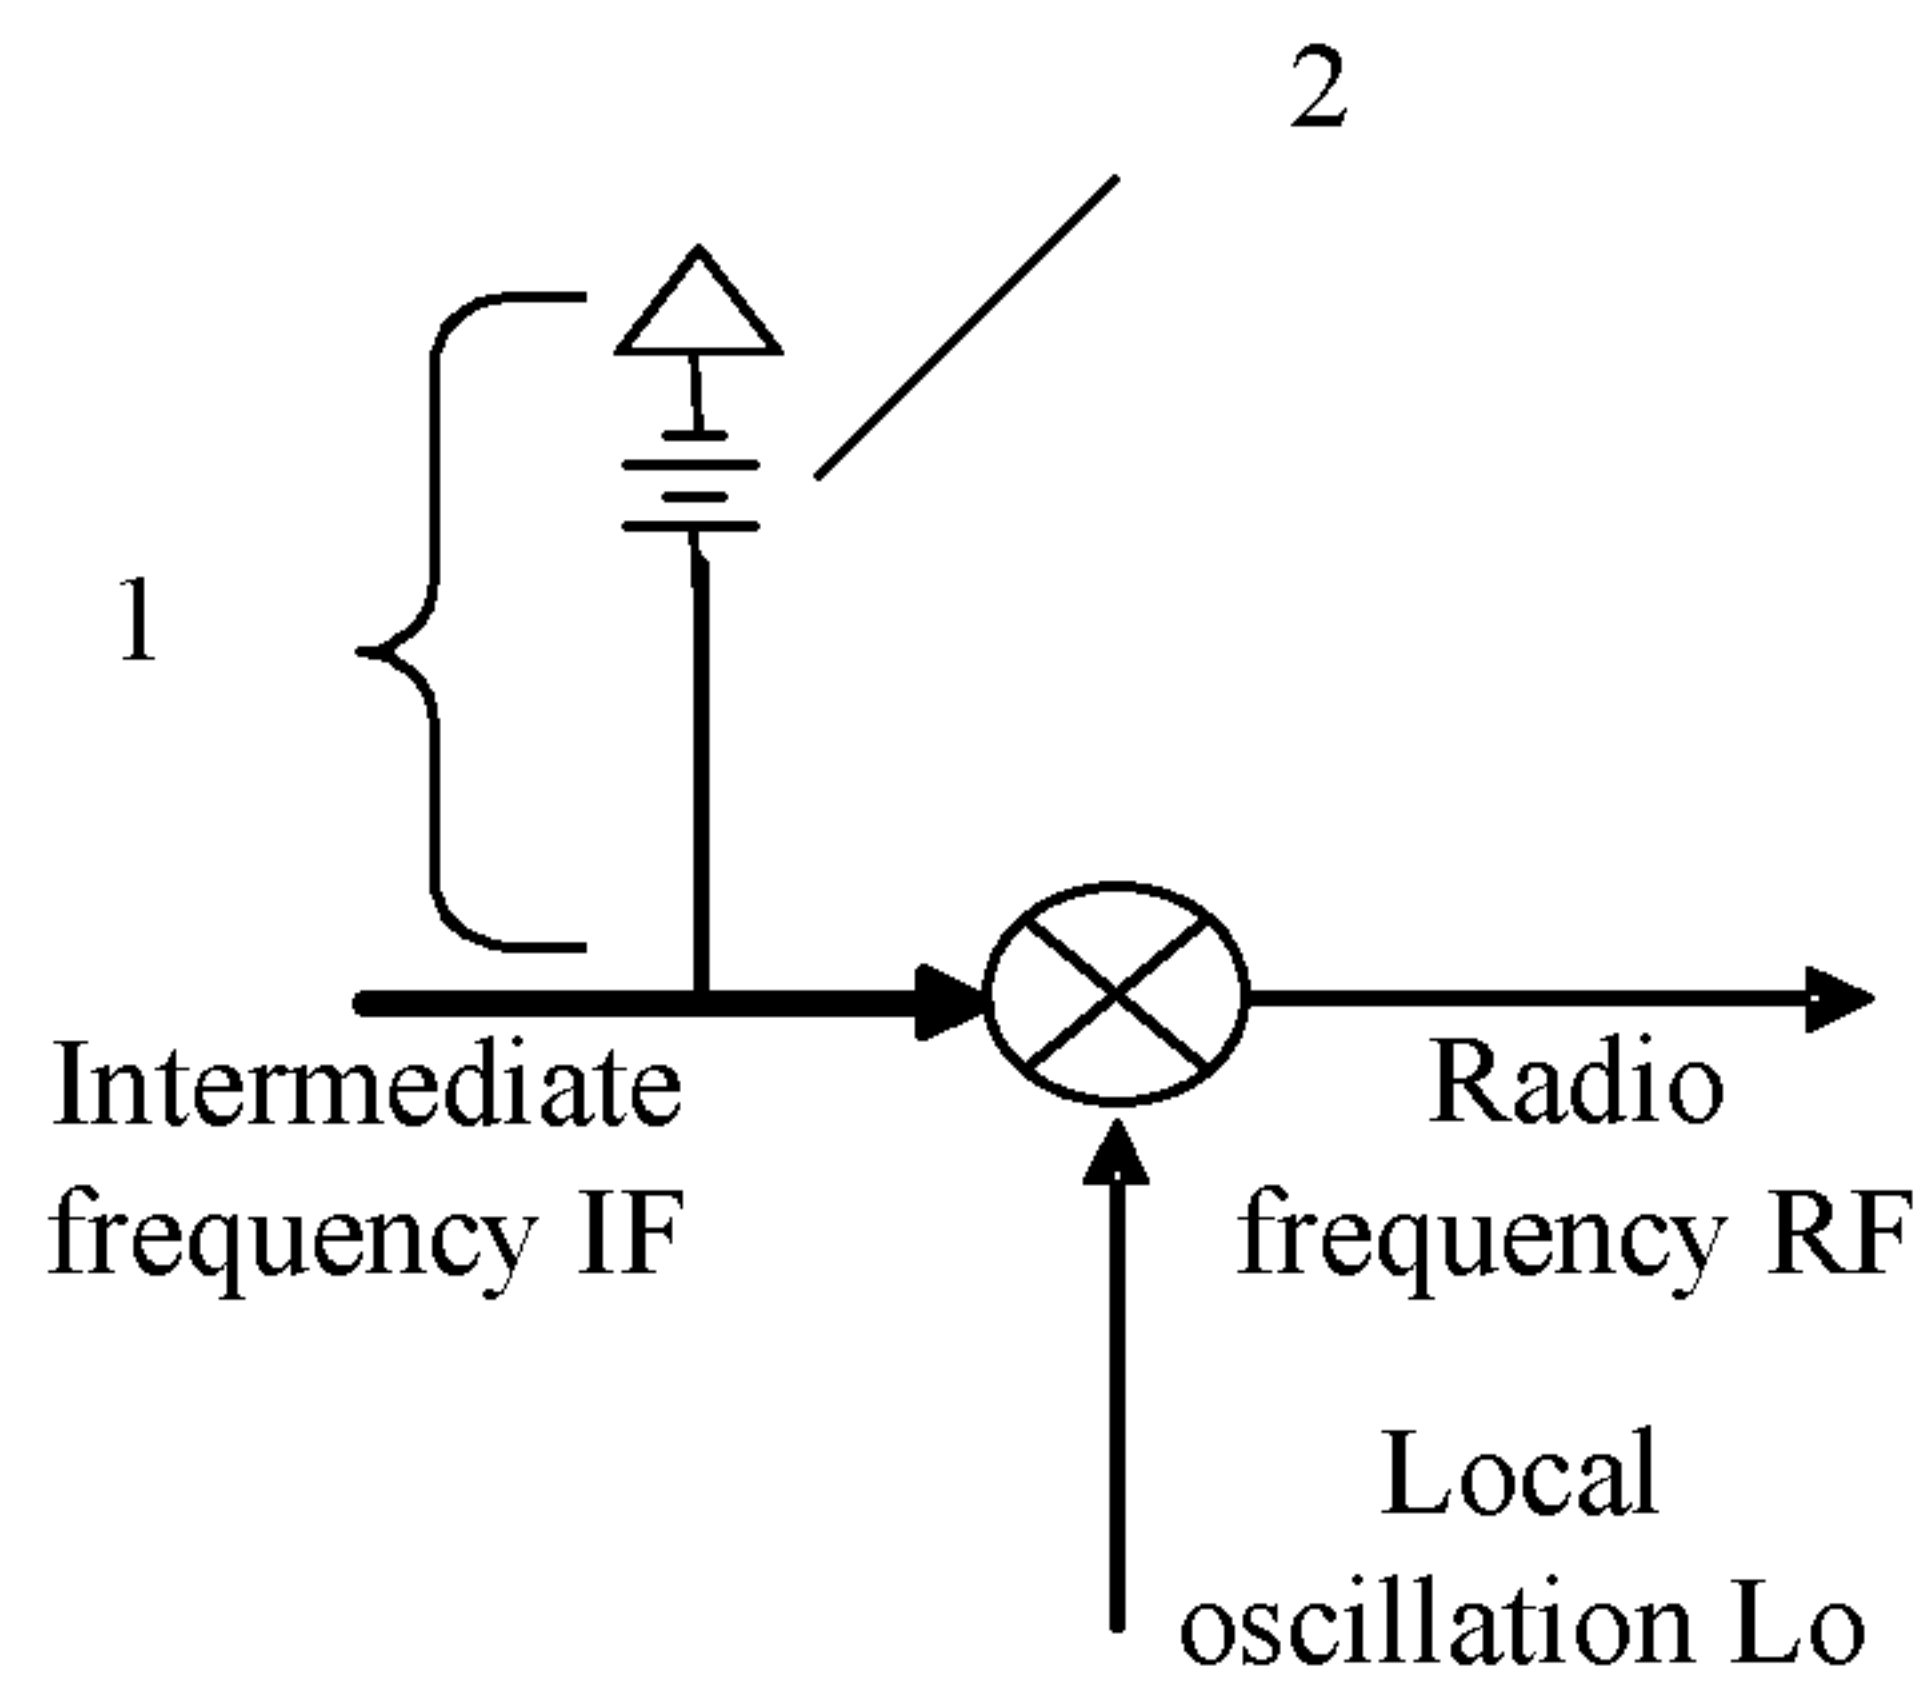 2
1
Intermediate
frequency IF
Radio
frequency RF
Local
oscillation Lo